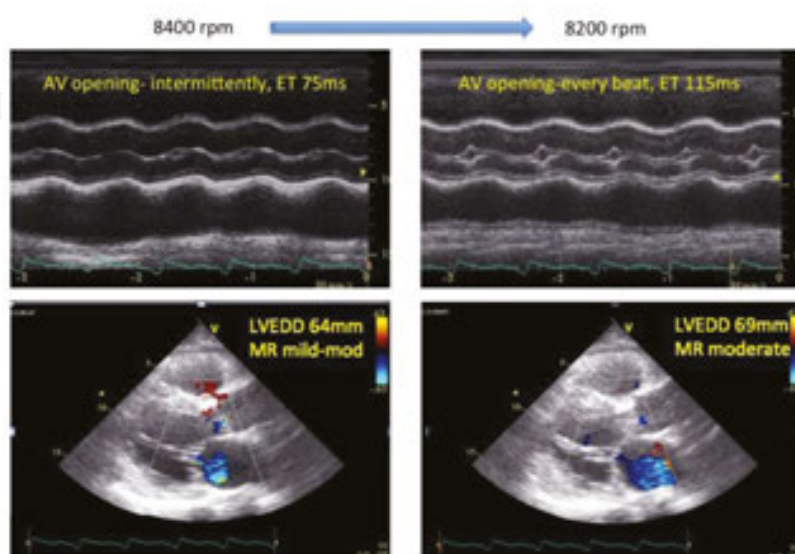 8400 rpm
8200 rpm
AV opening- intermittently, ET 75ms
AV opening-every beat, ET 115ms
LVEDD 64mm
MR mild-mod
LVEDD 69mm
MR moderate
V
V